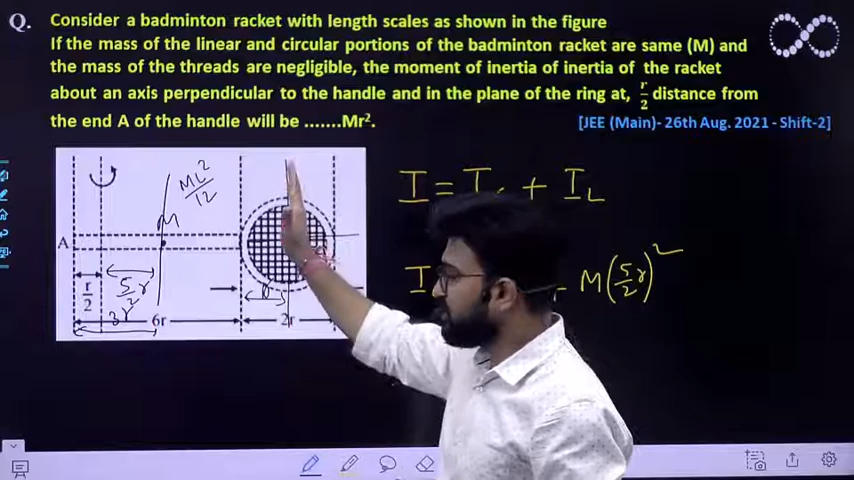 Q. Consider a badminton racket with length scales as shown in the figure
If the mass of the linear and circular portions of the badminton racket are same (M) and
the mass of the threads are negligible, the moment of inertia of inertia of the racket
about an axis perpendicular to the handle and in the plane of the ring at, r/2 distance from
the end A of the handle will be .......Mr².
[JEE (Main)- 26th Aug. 2021 - Shift-2]
ML²/12
M
A
r/2
5/2 r
3r
6r
2r
I = I + I_L
I
M(5/2 r)²